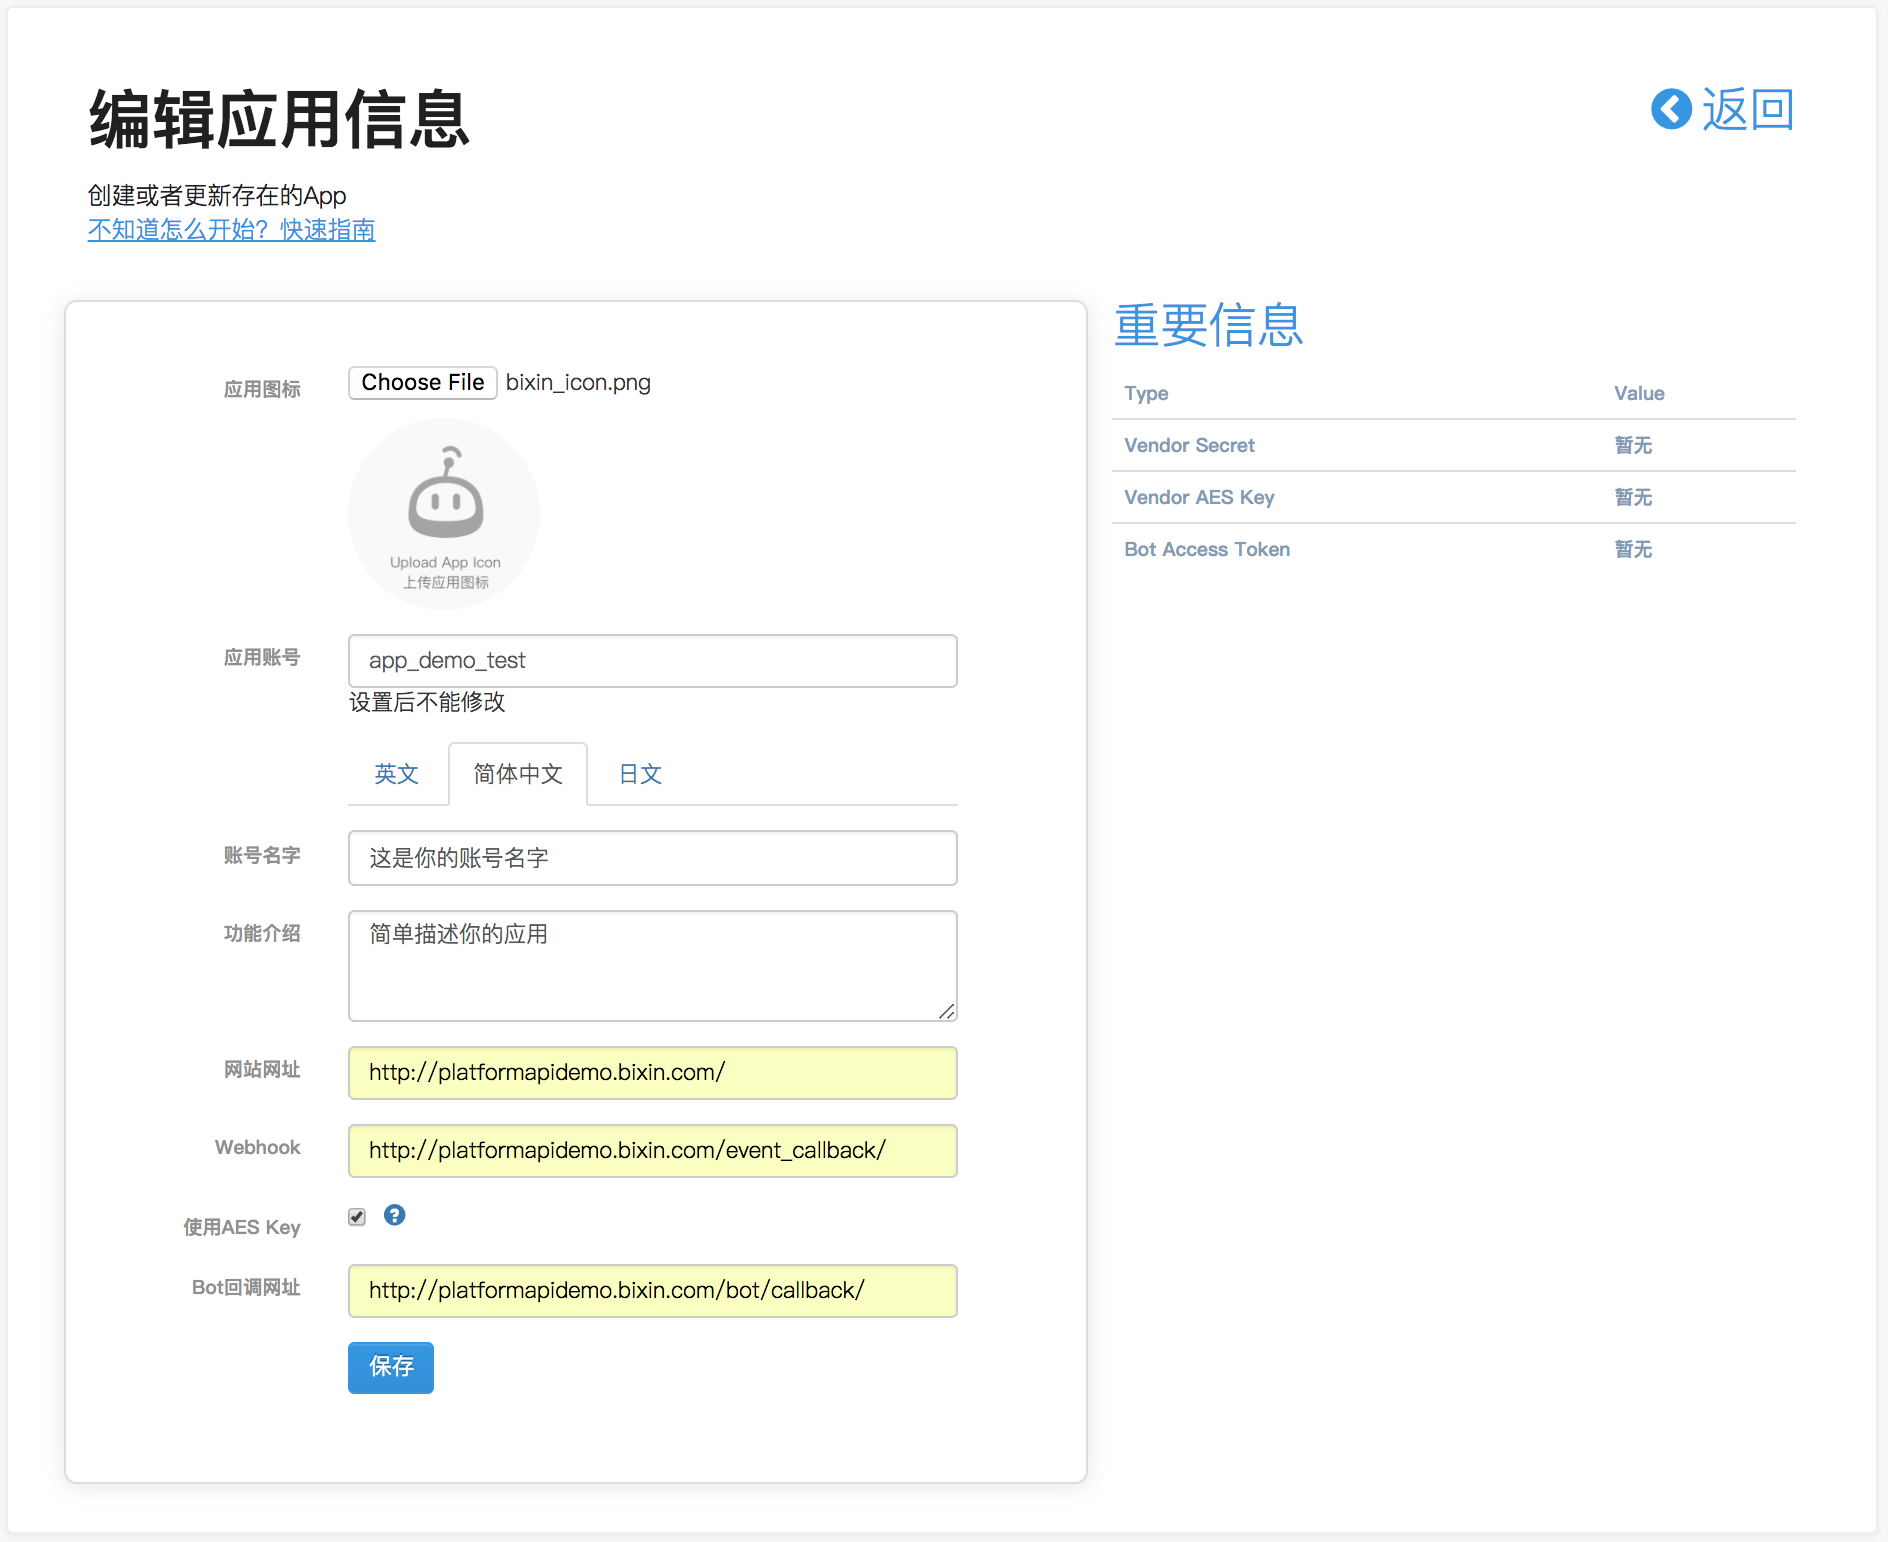 编辑应用信息
返回
创建或者更新存在的App
不知道怎么开始？快速指南
应用图标
Choose File bixin_icon.png
Upload App Icon
上传应用图标
应用账号
app_demo_test
设置后不能修改
英文 简体中文 日文
账号名字
这是你的账号名字
功能介绍
简单描述你的应用
网站网址
http://platformapidemo.bixin.com/
Webhook
http://platformapidemo.bixin.com/event_callback/
使用AES Key
?
Bot回调网址
http://platformapidemo.bixin.com/bot/callback/
保存
重要信息
Type Value
Vendor Secret 暂无
Vendor AES Key 暂无
Bot Access Token 暂无